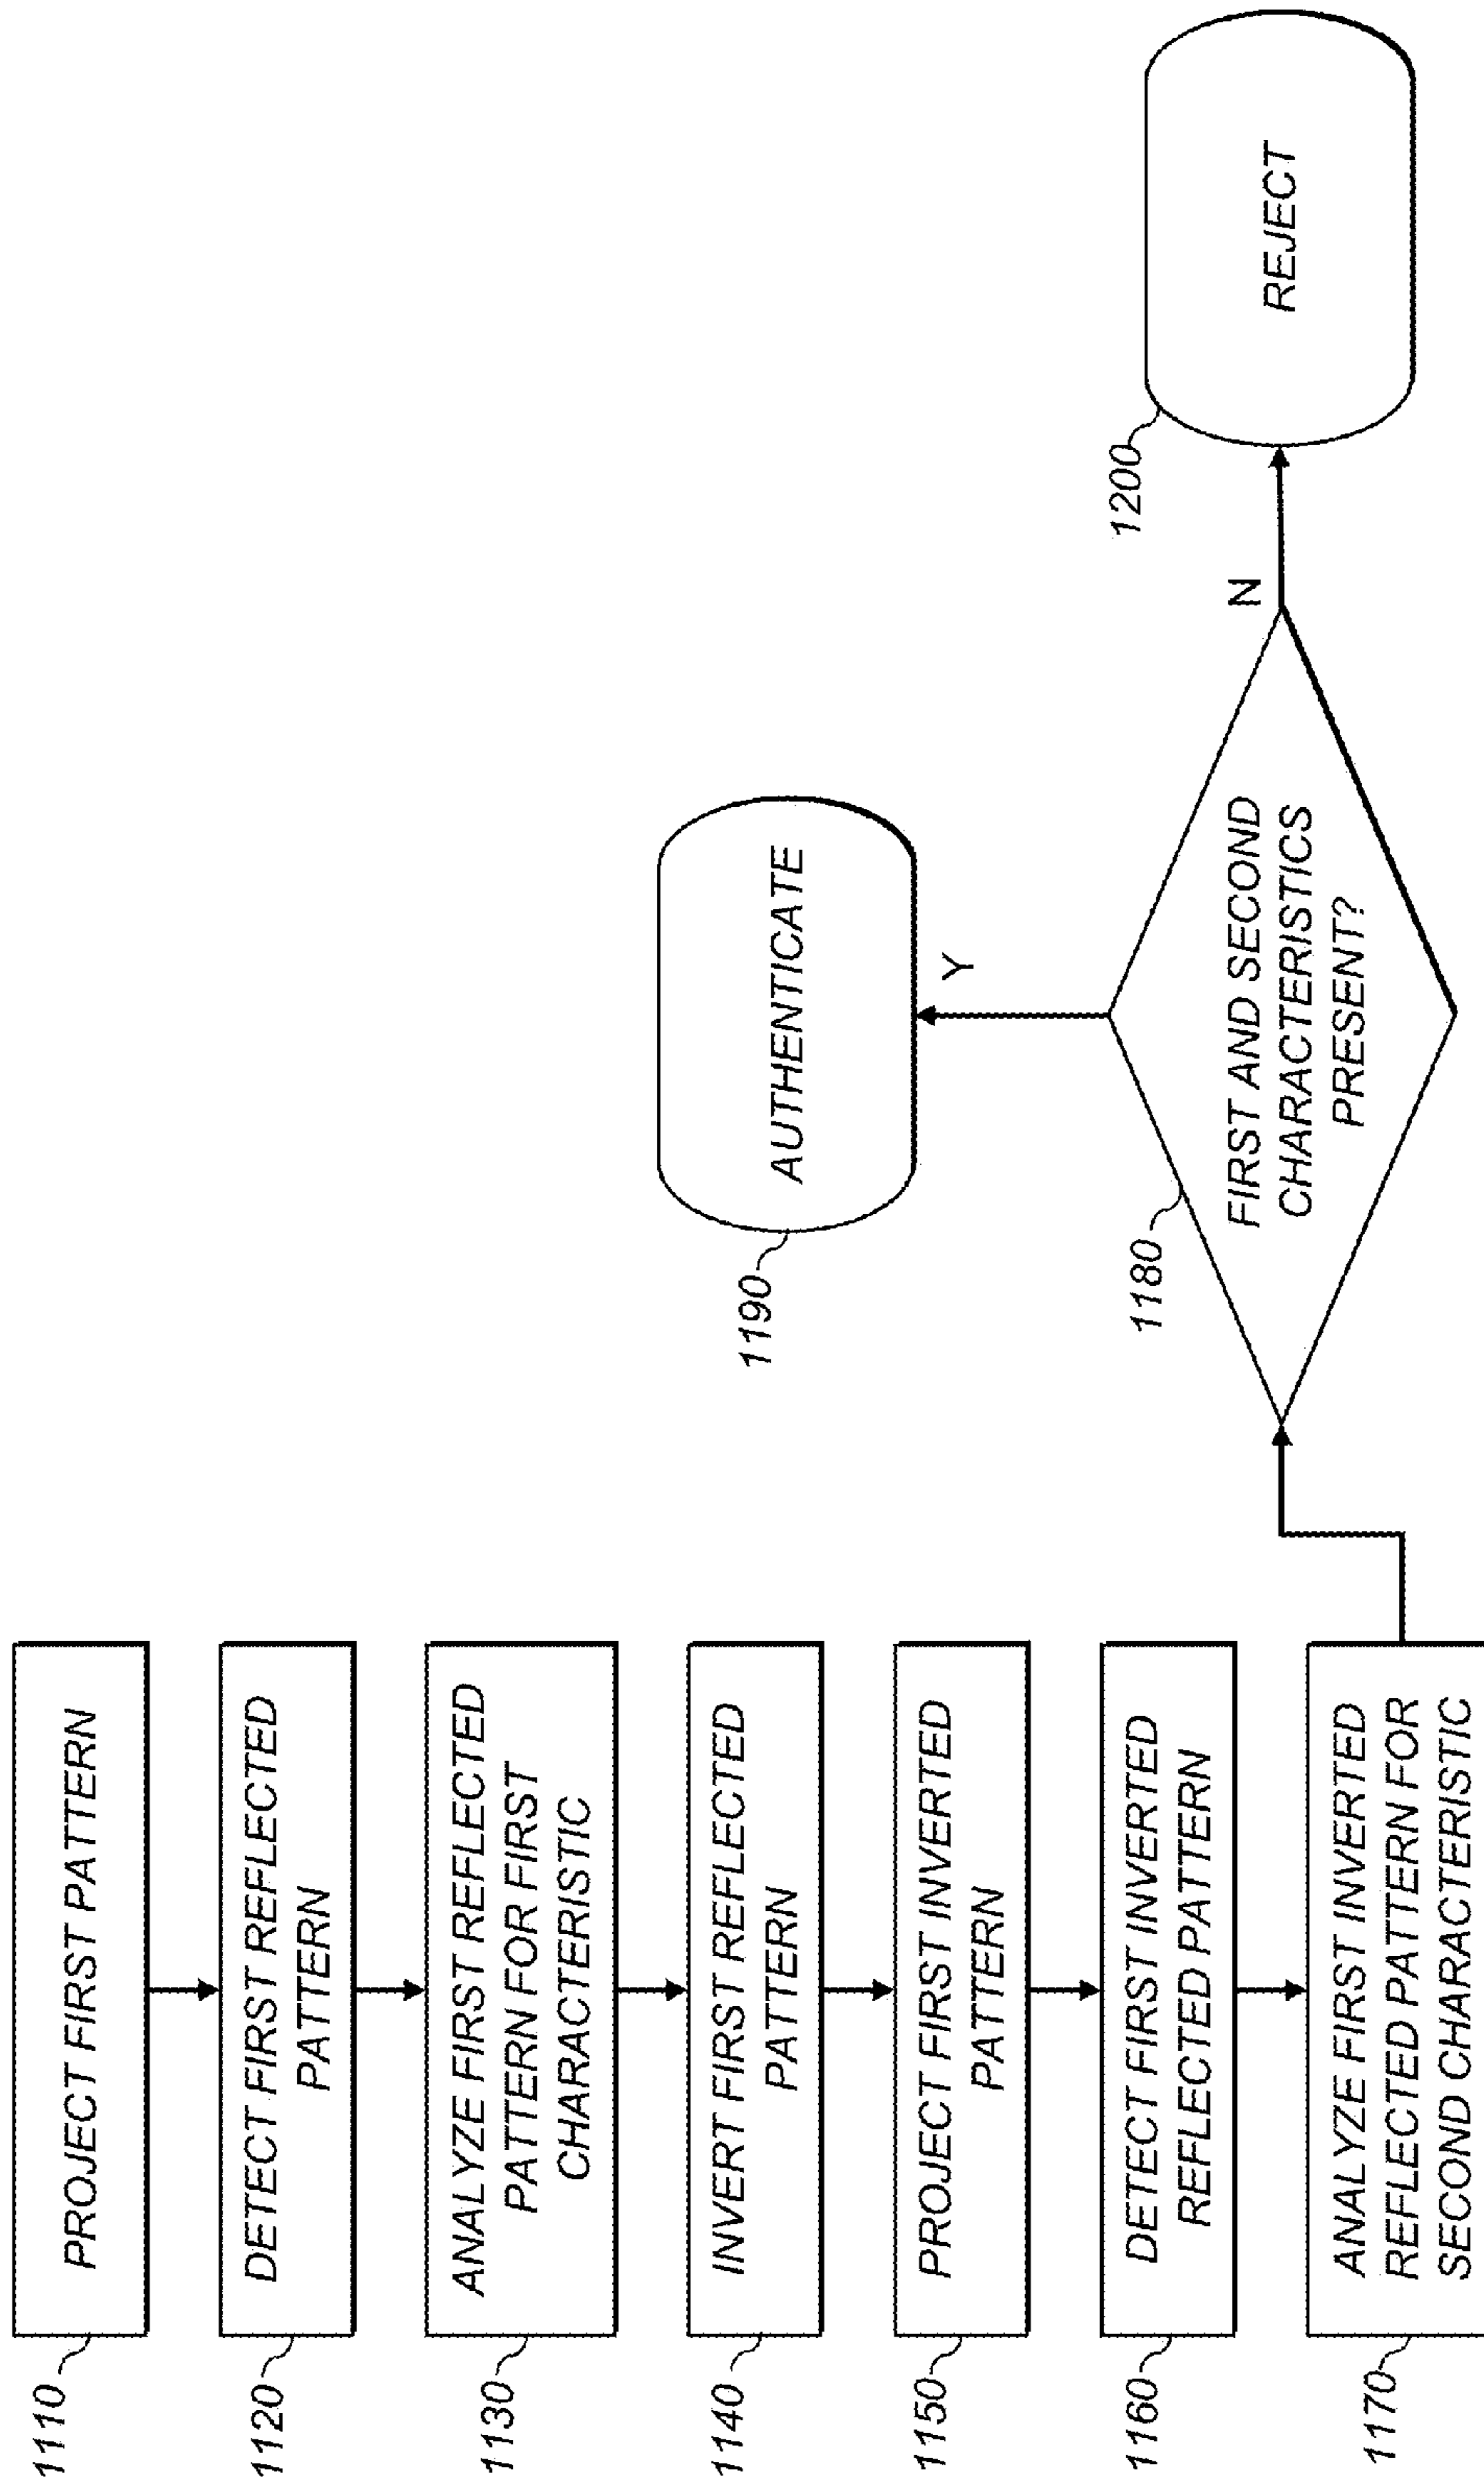 1110
PROJECT FIRST PATTERN
1120
DETECT FIRST REFLECTED
PATTERN
1130
ANALYZE FIRST REFLECTED
PATTERN FOR FIRST
CHARACTERISTIC
1140
INVERT FIRST REFLECTED
PATTERN
1150
PROJECT FIRST INVERTED
PATTERN
1160
DETECT FIRST INVERTED
REFLECTED PATTERN
1170
ANALYZE FIRST INVERTED
REFLECTED PATTERN FOR
SECOND CHARACTERISTIC
1180
FIRST AND SECOND
CHARACTERISTICS
PRESENT?
Y
1190
AUTHENTICATE
N
1200
REJECT